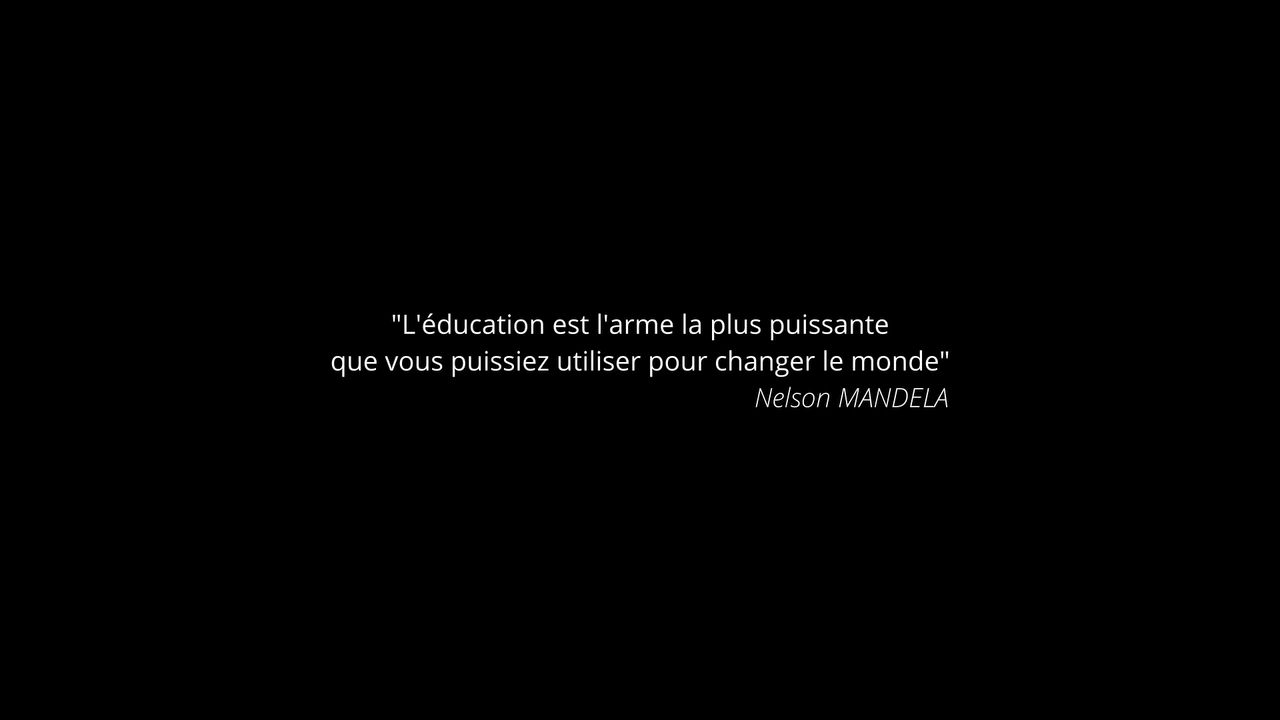 "L'éducation est l'arme la plus puissante
que vous puissiez utiliser pour changer le monde"
Nelson MANDELA